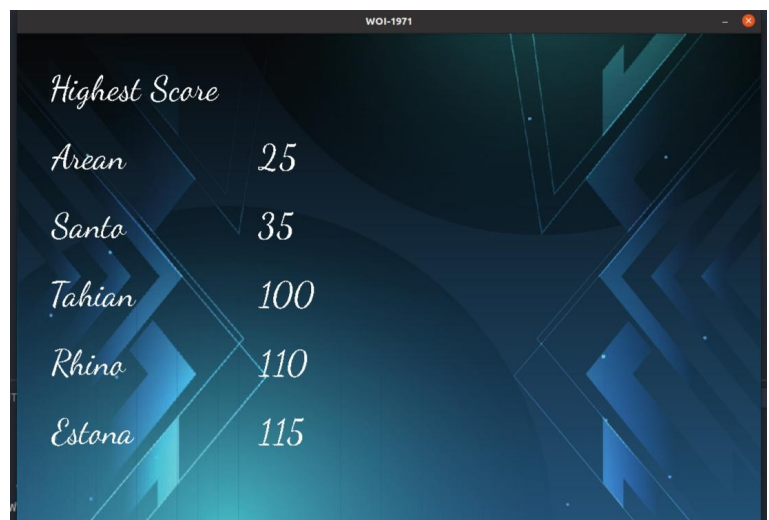 WOI-1971
Highest Score
Arean 25
Santo 35
Tahian 100
Rhino 110
Estona 115
T
W